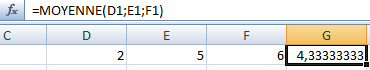 fx =MOYENNE(D1;E1;F1)
C D E F G
2 5 6 4,33333333